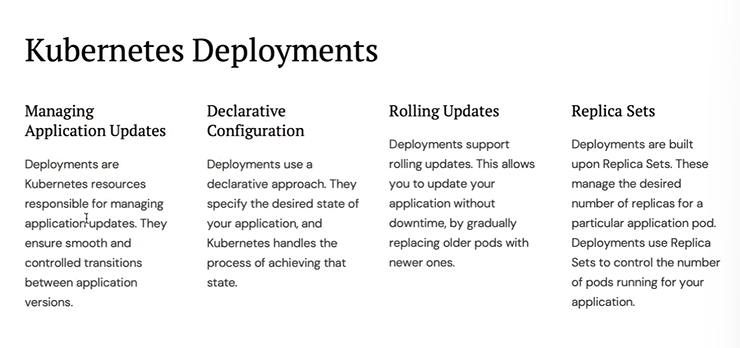 Kubernetes Deployments
Managing
Application Updates
Deployments are
Kubernetes resources
responsible for managing
application updates. They
ensure smooth and
controlled transitions
between application
versions.
Declarative
Configuration
Deployments use a
declarative approach. They
specify the desired state of
your application, and
Kubernetes handles the
process of achieving that
state.
Rolling Updates
Deployments support
rolling updates. This allows
you to update your
application without
downtime, by gradually
replacing older pods with
newer ones.
Replica Sets
Deployments are built
upon Replica Sets. These
manage the desired
number of replicas for a
particular application pod.
Deployments use Replica
Sets to control the number
of pods running for your
application.